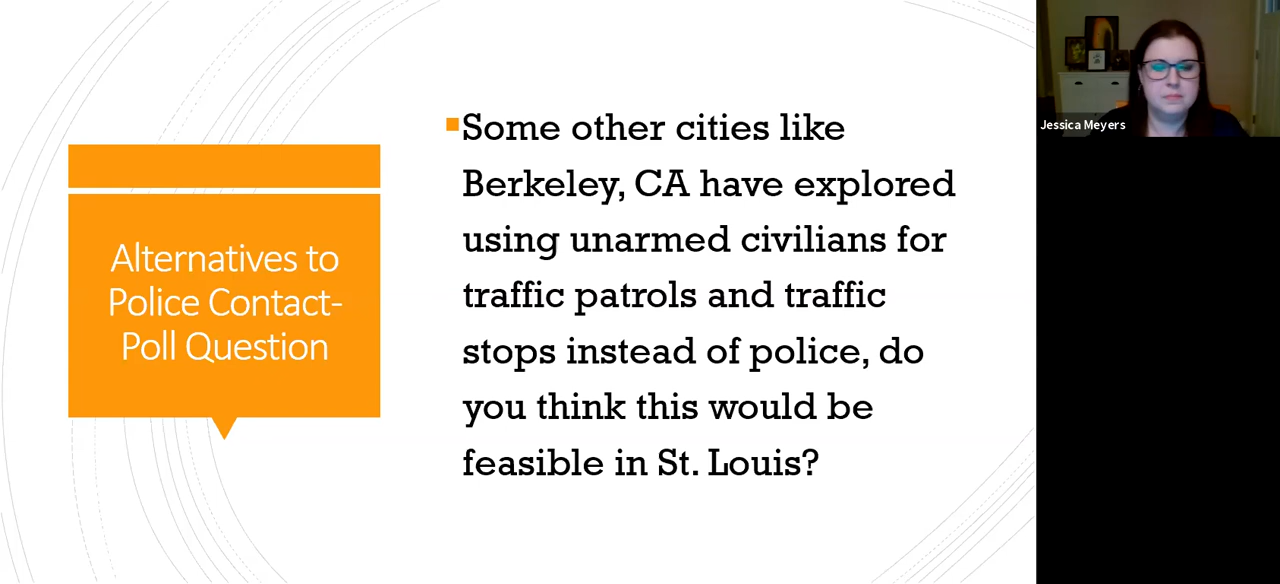 Alternatives to
Police Contact-
Poll Question
Some other cities like
Berkeley, CA have explored
using unarmed civilians for
traffic patrols and traffic
stops instead of police, do
you think this would be
feasible in St. Louis?
Jessica Meyers